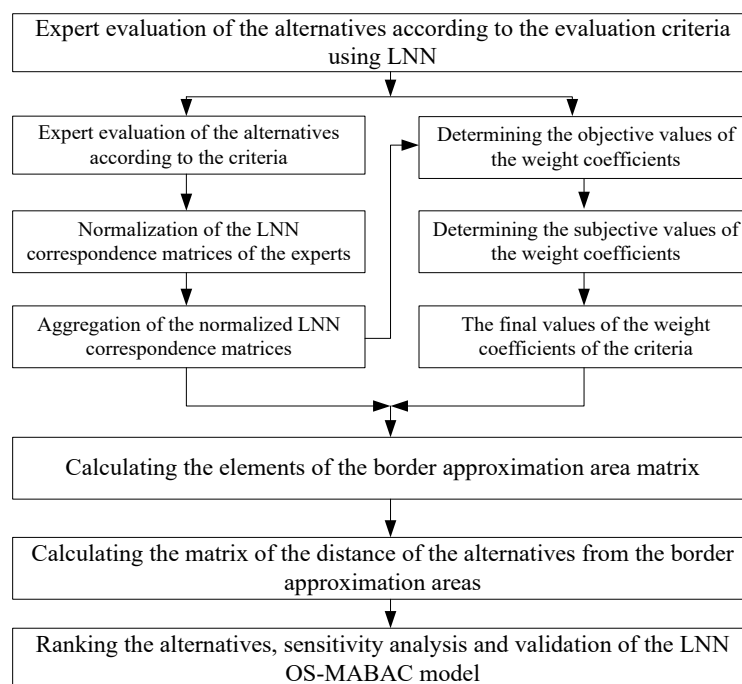 Expert evaluation of the alternatives according to the evaluation criteria
using LNN
Expert evaluation of the alternatives
according to the criteria
Normalization of the LNN
correspondence matrices of the experts
Aggregation of the normalized LNN
correspondence matrices
Determining the objective values of
the weight coefficients
Determining the subjective values of
the weight coefficients
The final values of the weight
coefficients of the criteria
Calculating the elements of the border approximation area matrix
Calculating the matrix of the distance of the alternatives from the border
approximation areas
Ranking the alternatives, sensitivity analysis and validation of the LNN
OS-MABAC model